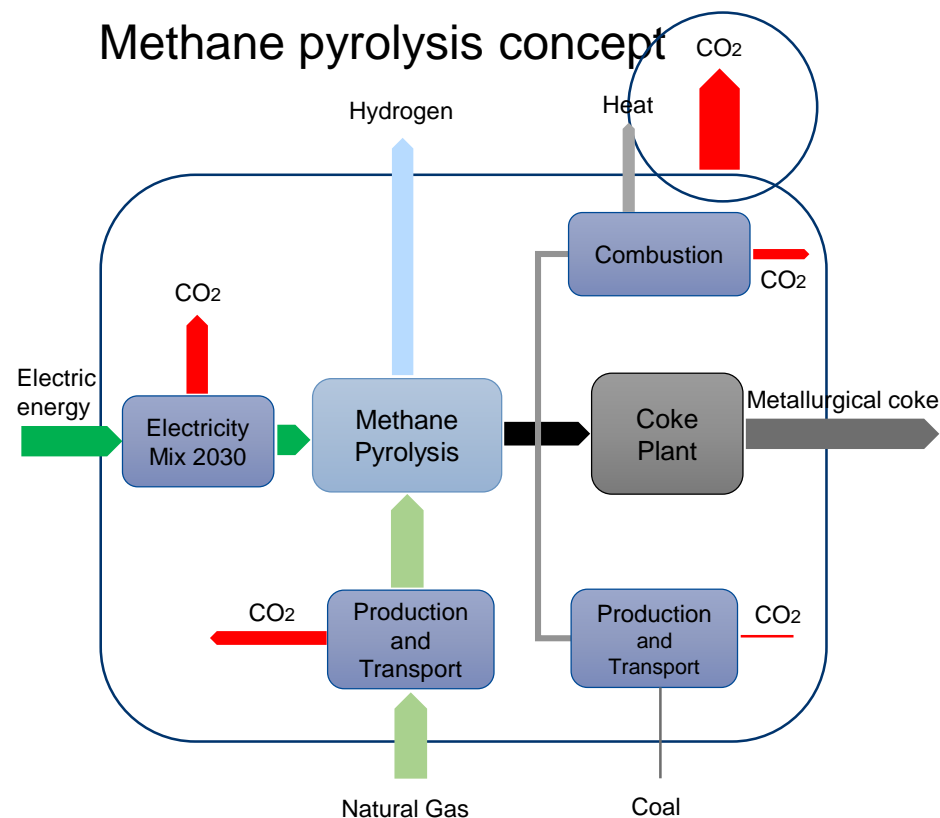 Methane pyrolysis concept
CO2
Hydrogen
Heat
Combustion
CO2
CO2
Electric
energy
Electricity
Mix 2030
Methane
Pyrolysis
Coke
Plant
Metallurgical coke
CO2
Production
and
Transport
Production
and
Transport
CO2
Natural Gas
Coal